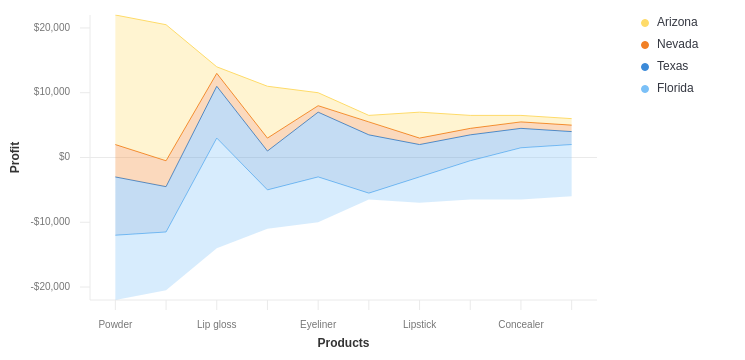 $20,000
$10,000
$0
-$10,000
-$20,000
Profit
Powder
Lip gloss
Eyeliner
Lipstick
Concealer
Products
Arizona
Nevada
Texas
Florida